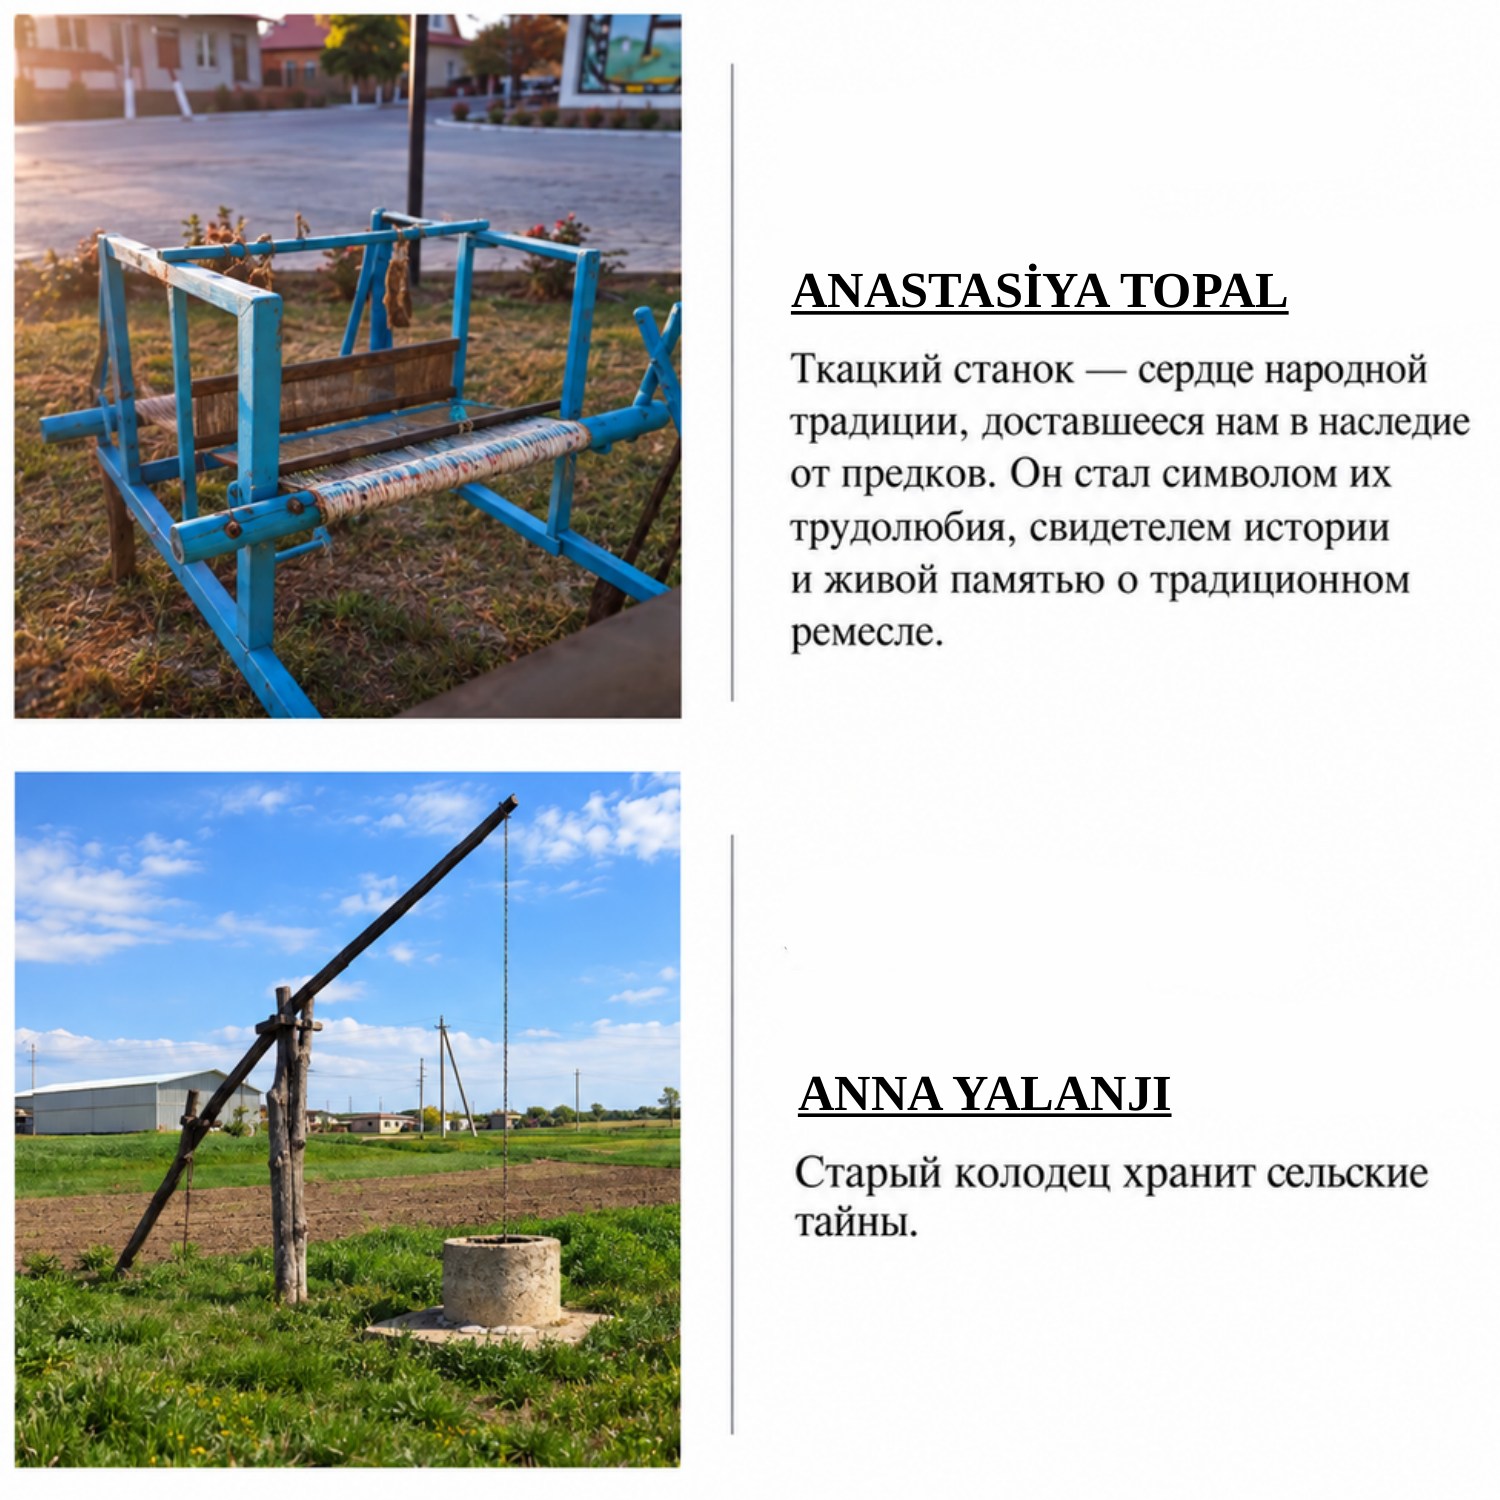 ANASTASİYA TOPAL
Ткацкий станок — сердце народной
традиции, доставшееся нам в наследие
от предков. Он стал символом их
трудолюбия, свидетелем истории
и живой памятью о традиционном
ремесле.
ANNA YALANJI
Старый колодец хранит сельские
тайны.